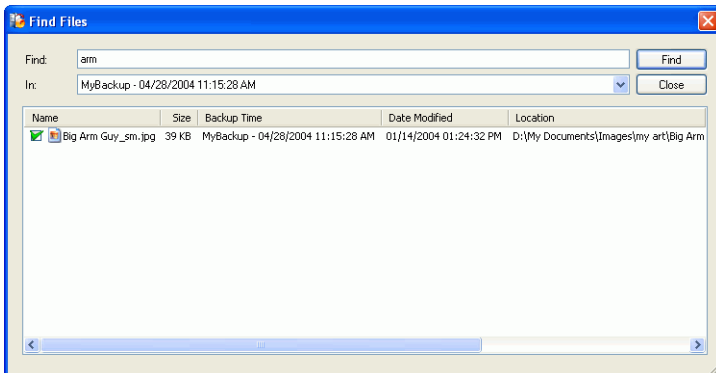 Find Files
Find: arm Find
In: MyBackup - 04/28/2004 11:15:28 AM Close
Name Size Backup Time Date Modified Location
Big Arm Guy_sm.jpg 39 KB MyBackup - 04/28/2004 11:15:28 AM 01/14/2004 01:24:32 PM D:\My Documents\Images\my art\Big Arm